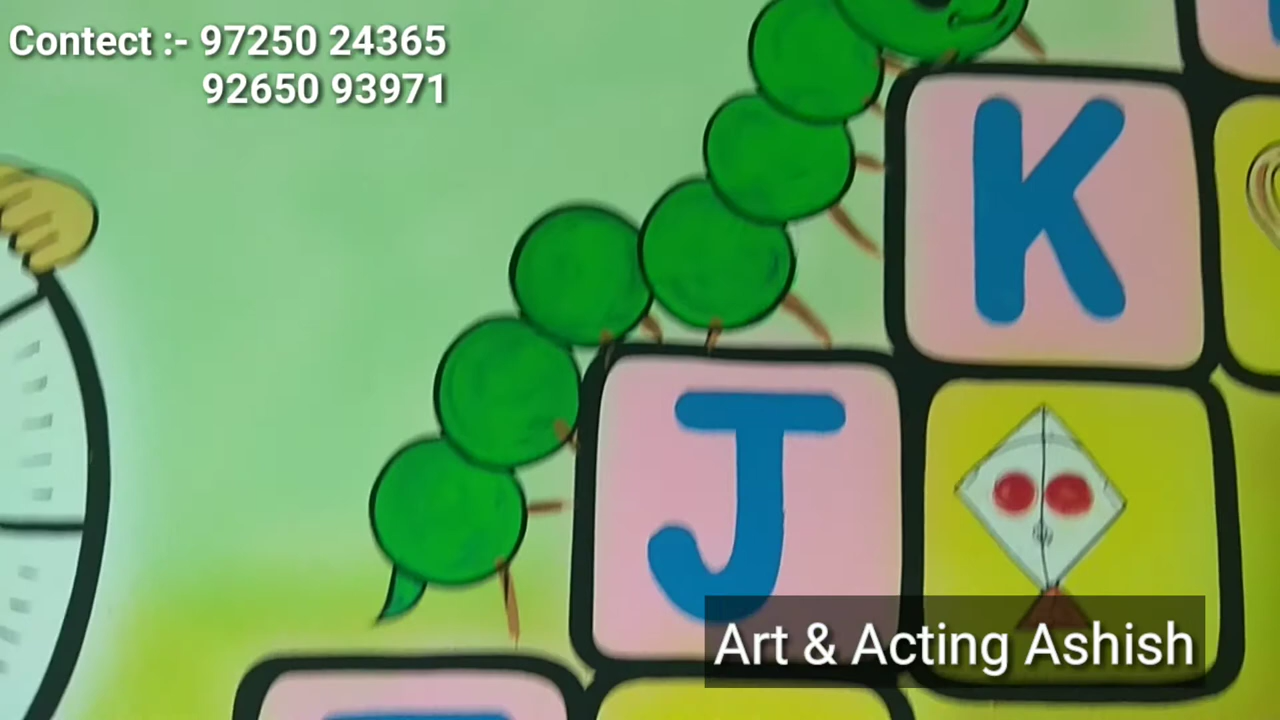 Contect :- 97250 24365
92650 93971
K
J
Art & Acting Ashish